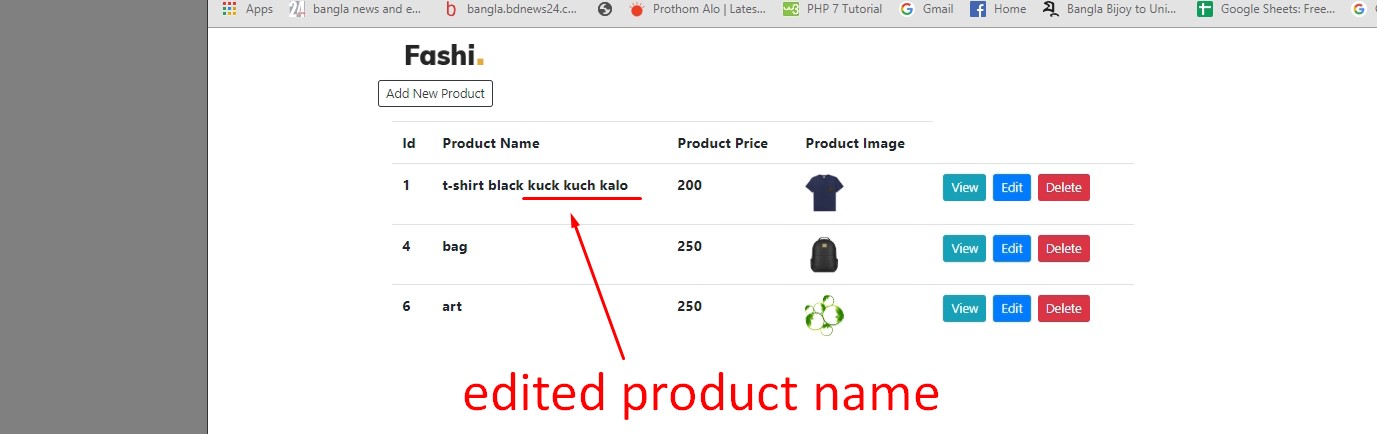 Apps bangla news and e... bangla.bdnews24.c... Prothom Alo | Lates... PHP 7 Tutorial Gmail Home Bangla Bijoy to Uni... Google Sheets: Free...
Fashi.
Add New Product
Id Product Name Product Price Product Image
1 t-shirt black kuck kuch kalo 200 View Edit Delete
4 bag 250 View Edit Delete
6 art 250 View Edit Delete
edited product name